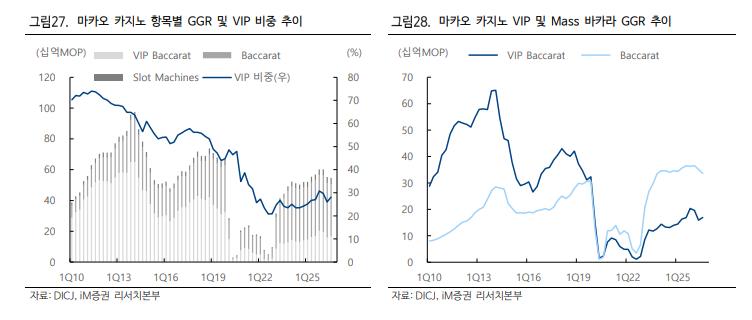 그림27. 마카오 카지노 항목별 GGR 및 VIP 비중 추이
(십억MOP)
(%)
VIP Baccarat
Baccarat
Slot Machines
VIP 비중(우)
120
100
80
60
40
20
0
80
70
60
50
40
30
20
10
0
1Q10
1Q13
1Q16
1Q19
1Q22
1Q25
자료: DICJ, iM증권 리서치본부
그림28. 마카오 카지노 VIP 및 Mass 바카라 GGR 추이
(십억MOP)
VIP Baccarat
Baccarat
70
60
50
40
30
20
10
0
1Q10
1Q13
1Q16
1Q19
1Q22
1Q25
자료: DICJ, iM증권 리서치본부